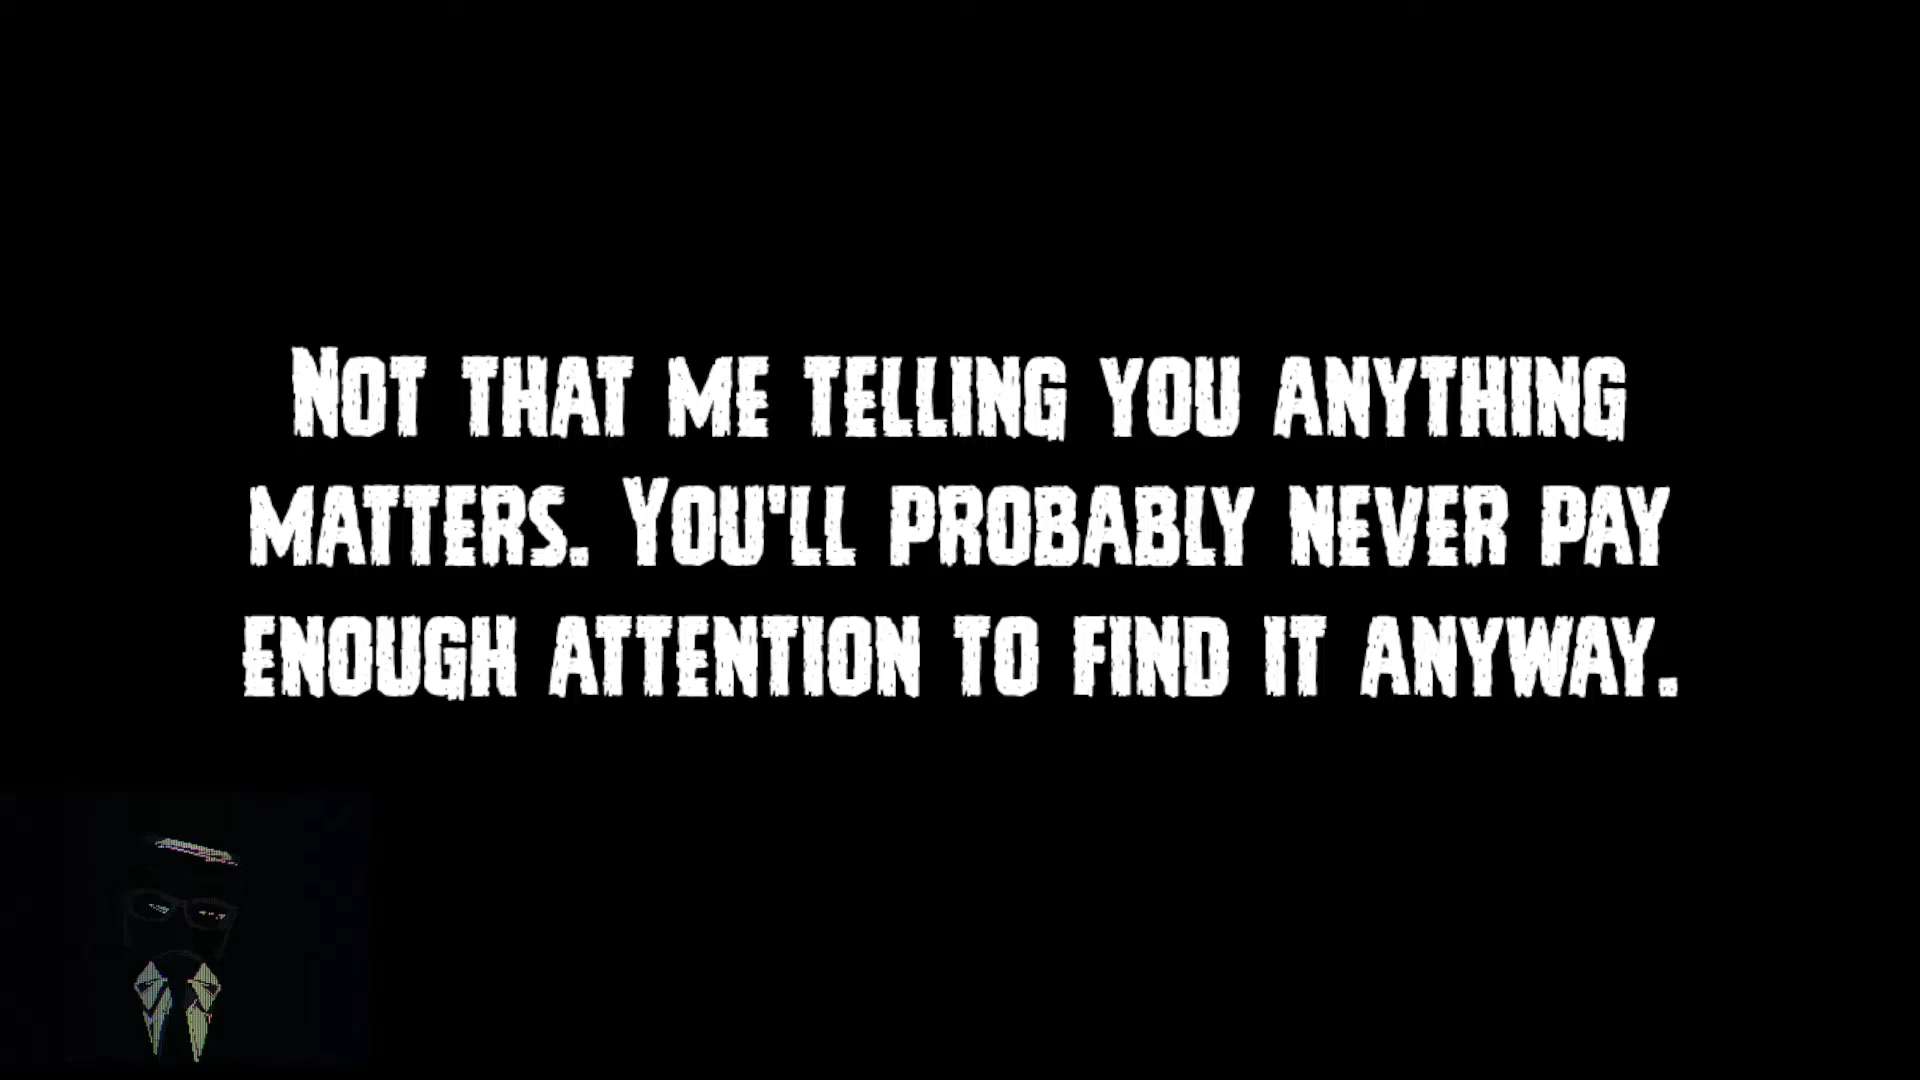 Not that me telling you anything
matters. You'll probably never pay
enough attention to find it anyway.